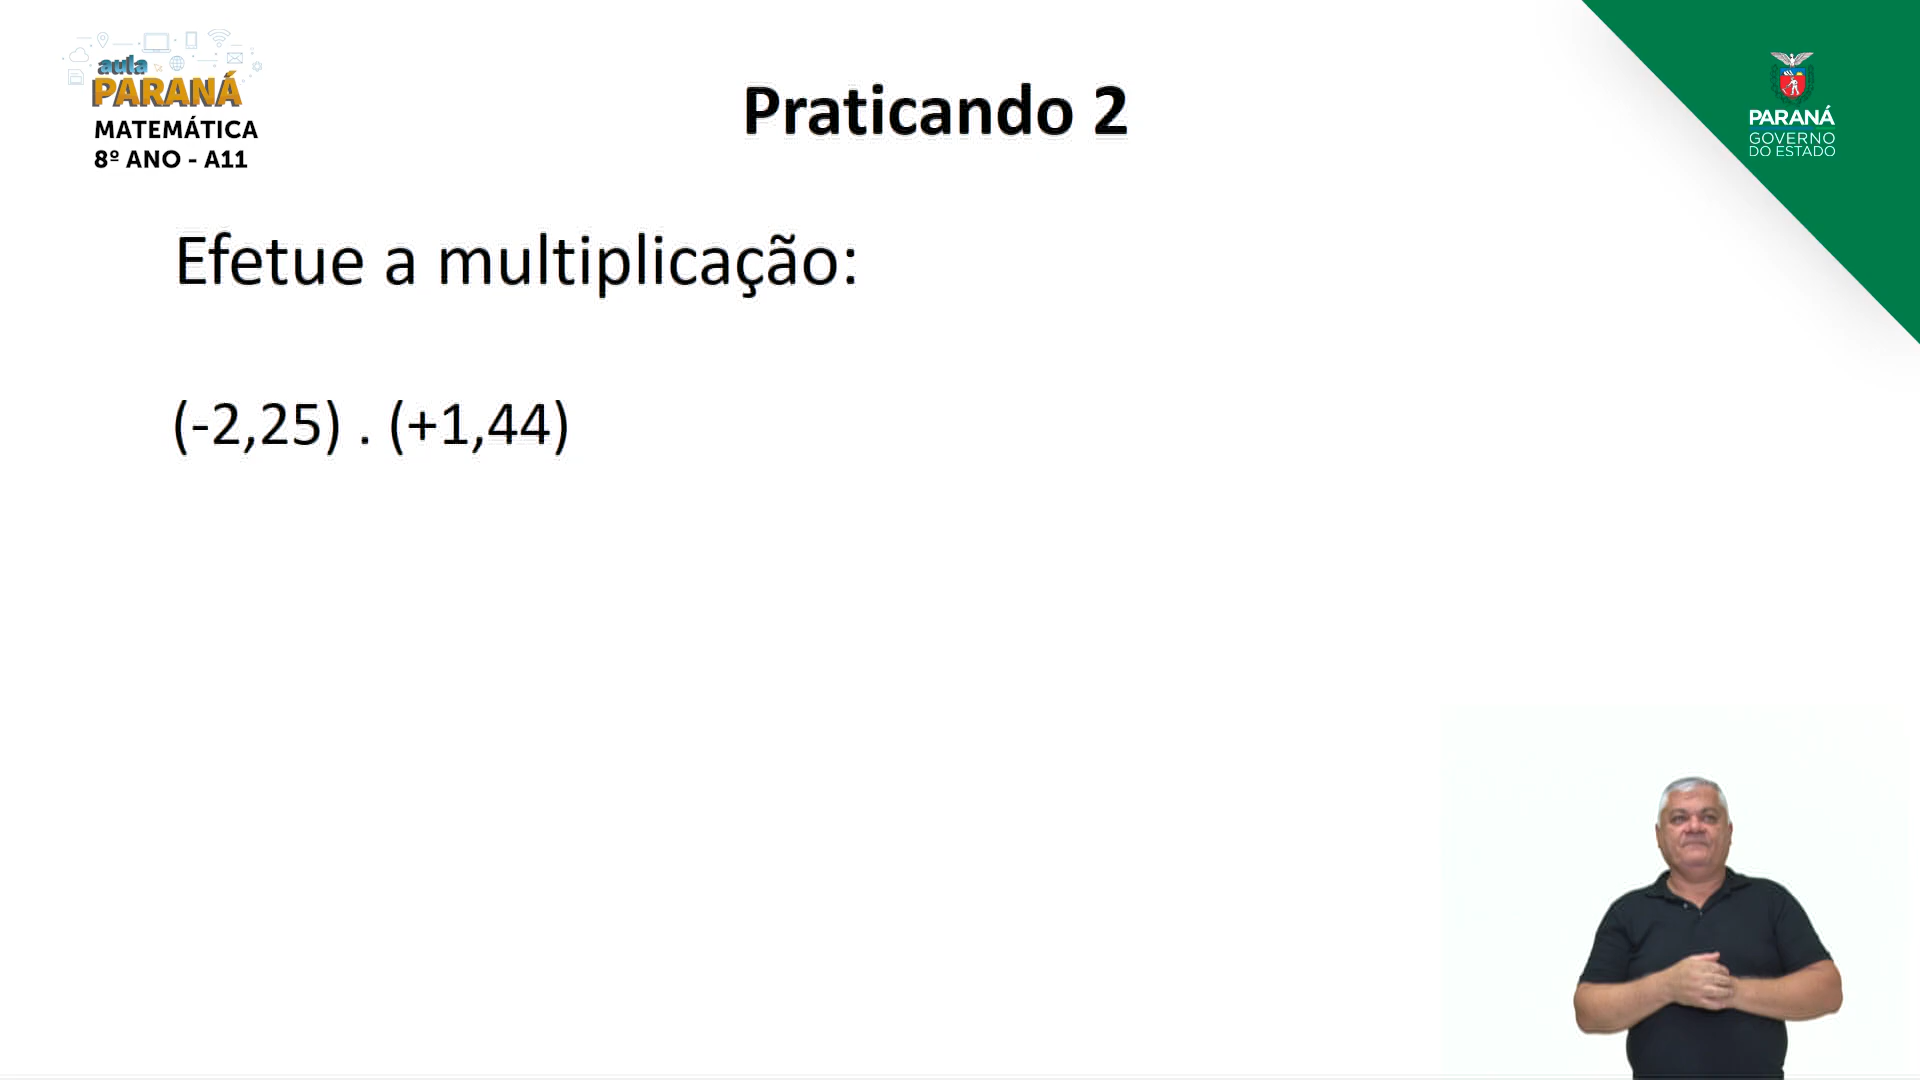 aula
PARANÁ
MATEMÁTICA
8º ANO - A11
Praticando 2
PARANÁ
GOVERNO
DO ESTADO
Efetue a multiplicação:
(-2,25) . (+1,44)